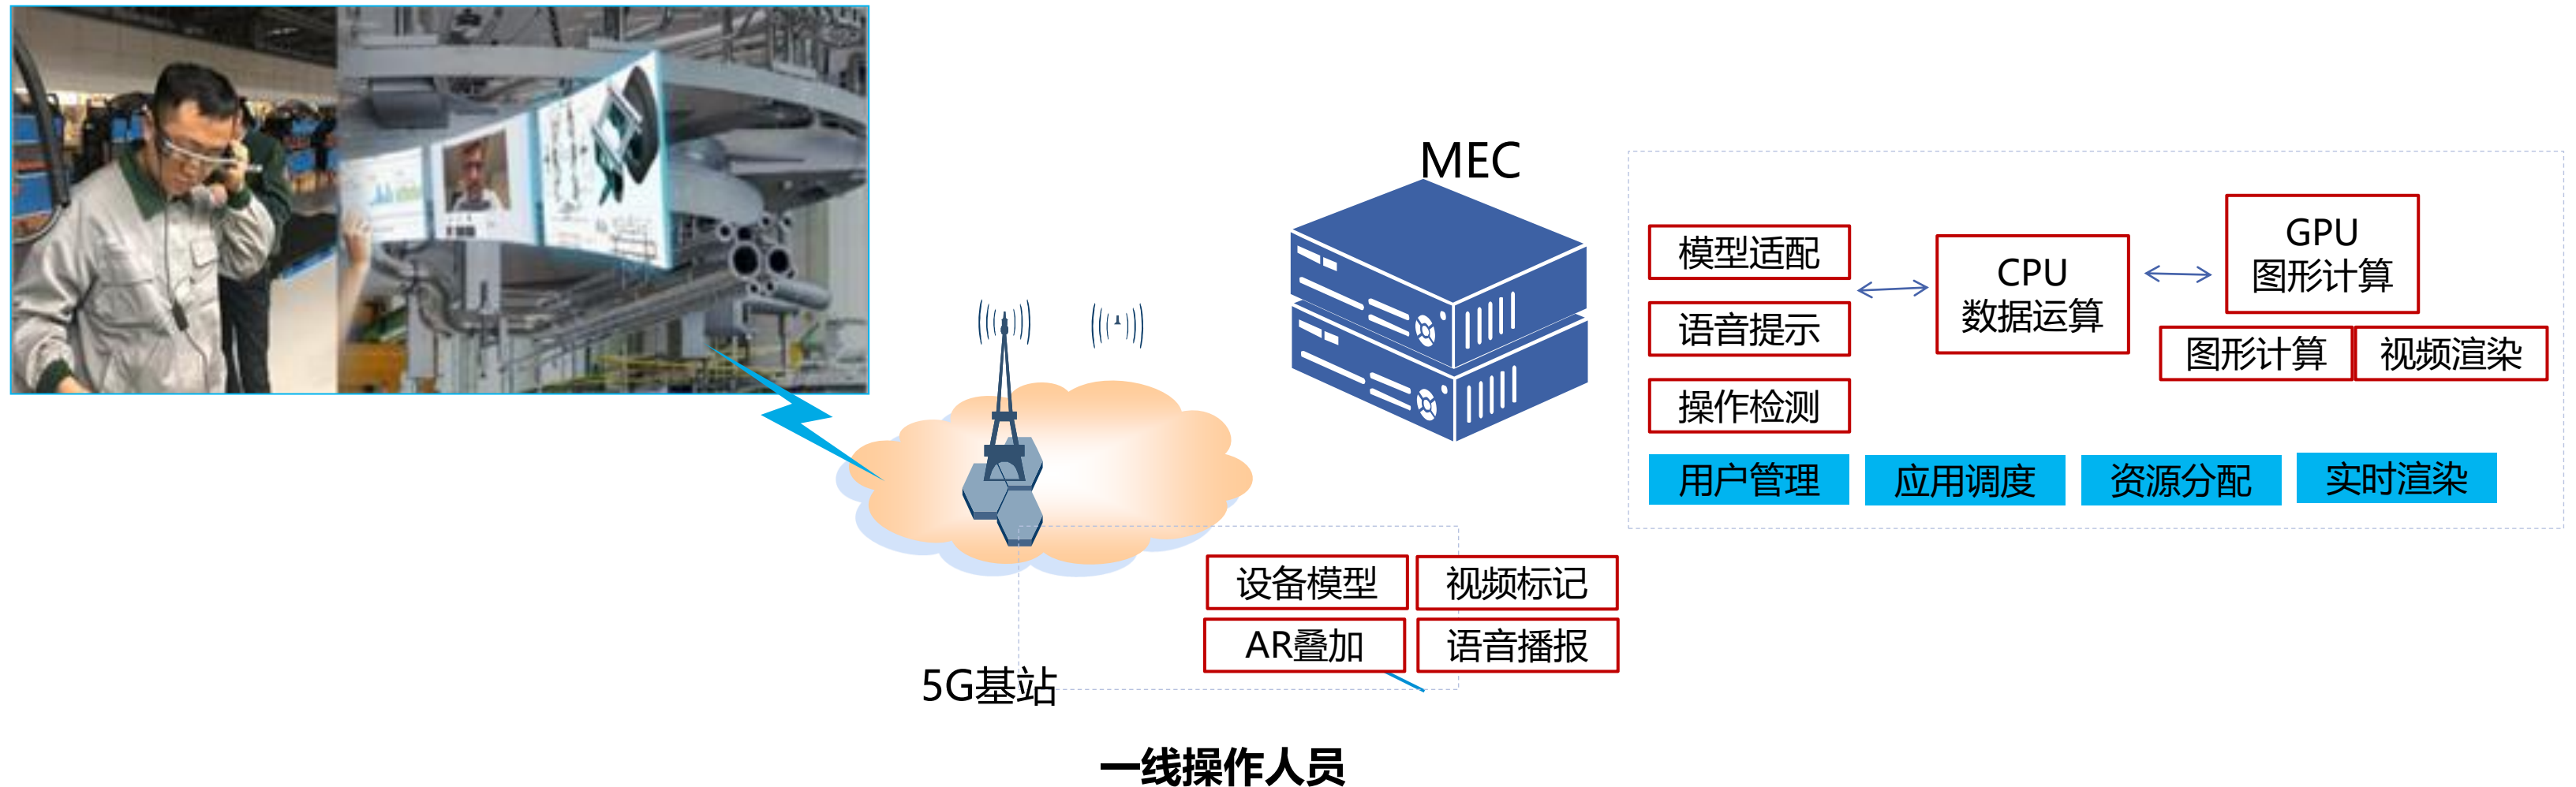 MEC
模型适配
语音提示
操作检测
CPU
数据运算
GPU
图形计算
图形计算
视频渲染
用户管理
应用调度
资源分配
实时渲染
设备模型
视频标记
AR叠加
语音播报
5G基站
一线操作人员